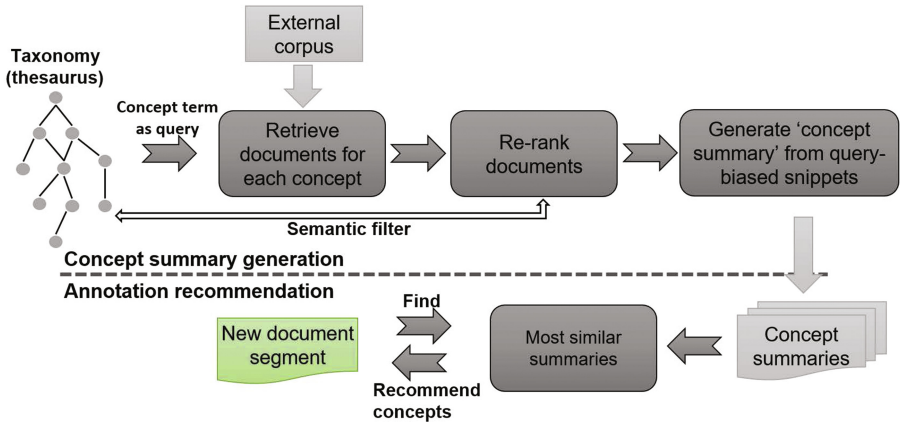 External
corpus
Taxonomy
(thesaurus)
Concept term
as query
Retrieve
documents for
each concept
Re-rank
documents
Generate ‘concept
summary’ from query-
biased snippets
Semantic filter
Concept summary generation
Annotation recommendation
Find
New document
segment
Most similar
summaries
Concept
summaries
Recommend
concepts